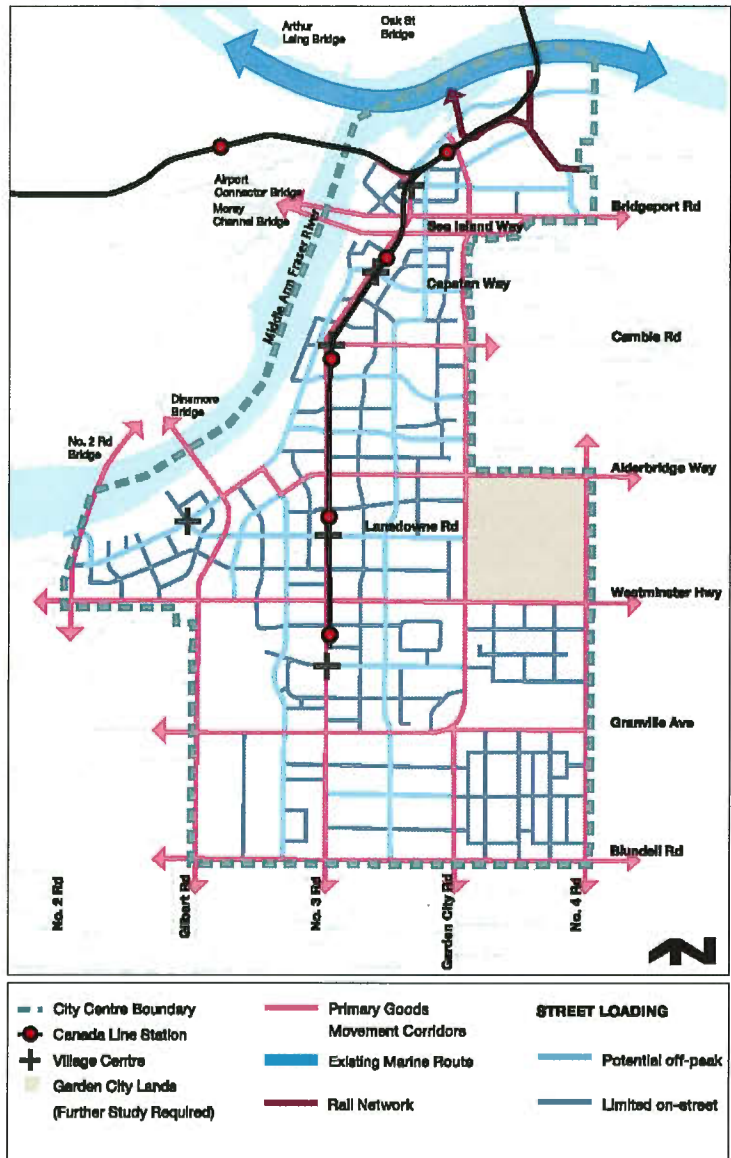 Arthur
Laing Bridge
Oak St
Bridge
Airport
Connector Bridge
Moray
Channel Bridge
Bridgeport Rd
Sea Island Way
Middle Arm Fraser River
Capstan Way
Cambie Rd
Dinsmore
Bridge
No. 2 Rd
Bridge
Alderbridge Way
Lansdowne Rd
Westminster Hwy
Granville Ave
Blundell Rd
No. 2 Rd
Gilbert Rd
No. 3 Rd
Garden City Rd
No. 4 Rd
N
City Centre Boundary
Canada Line Station
Village Centre
Garden City Lands
(Further Study Required)
Primary Goods
Movement Corridors
Existing Marine Route
Rail Network
STREET LOADING
Potential off-peak
Limited on-street